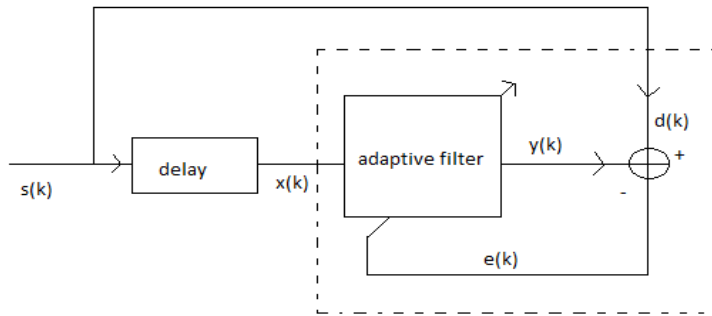 d(k)
+
y(k)
adaptive filter
delay
-
x(k)
s(k)
e(k)